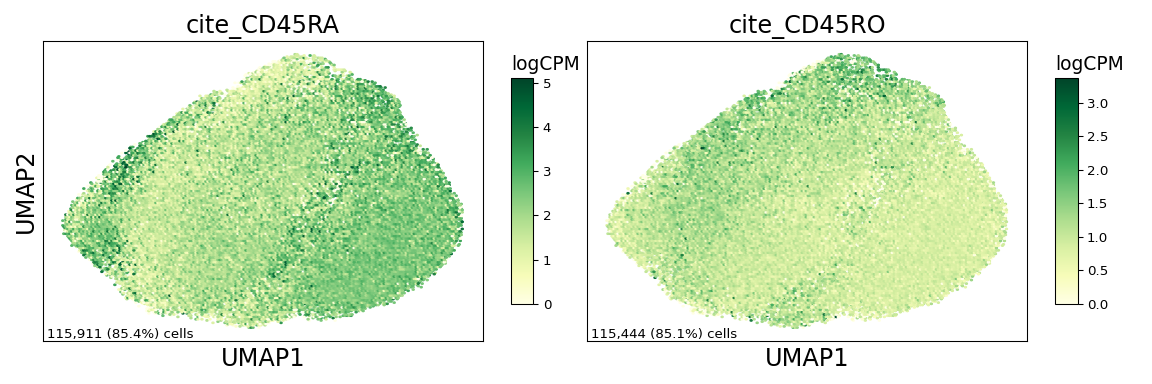 cite_CD45RA
cite_CD45RO
logCPM
5
4
3
2
1
0
logCPM
3.0
2.5
2.0
1.5
1.0
0.5
0.0
UMAP2
115,911 (85.4%) cells
115,444 (85.1%) cells
UMAP1
UMAP1